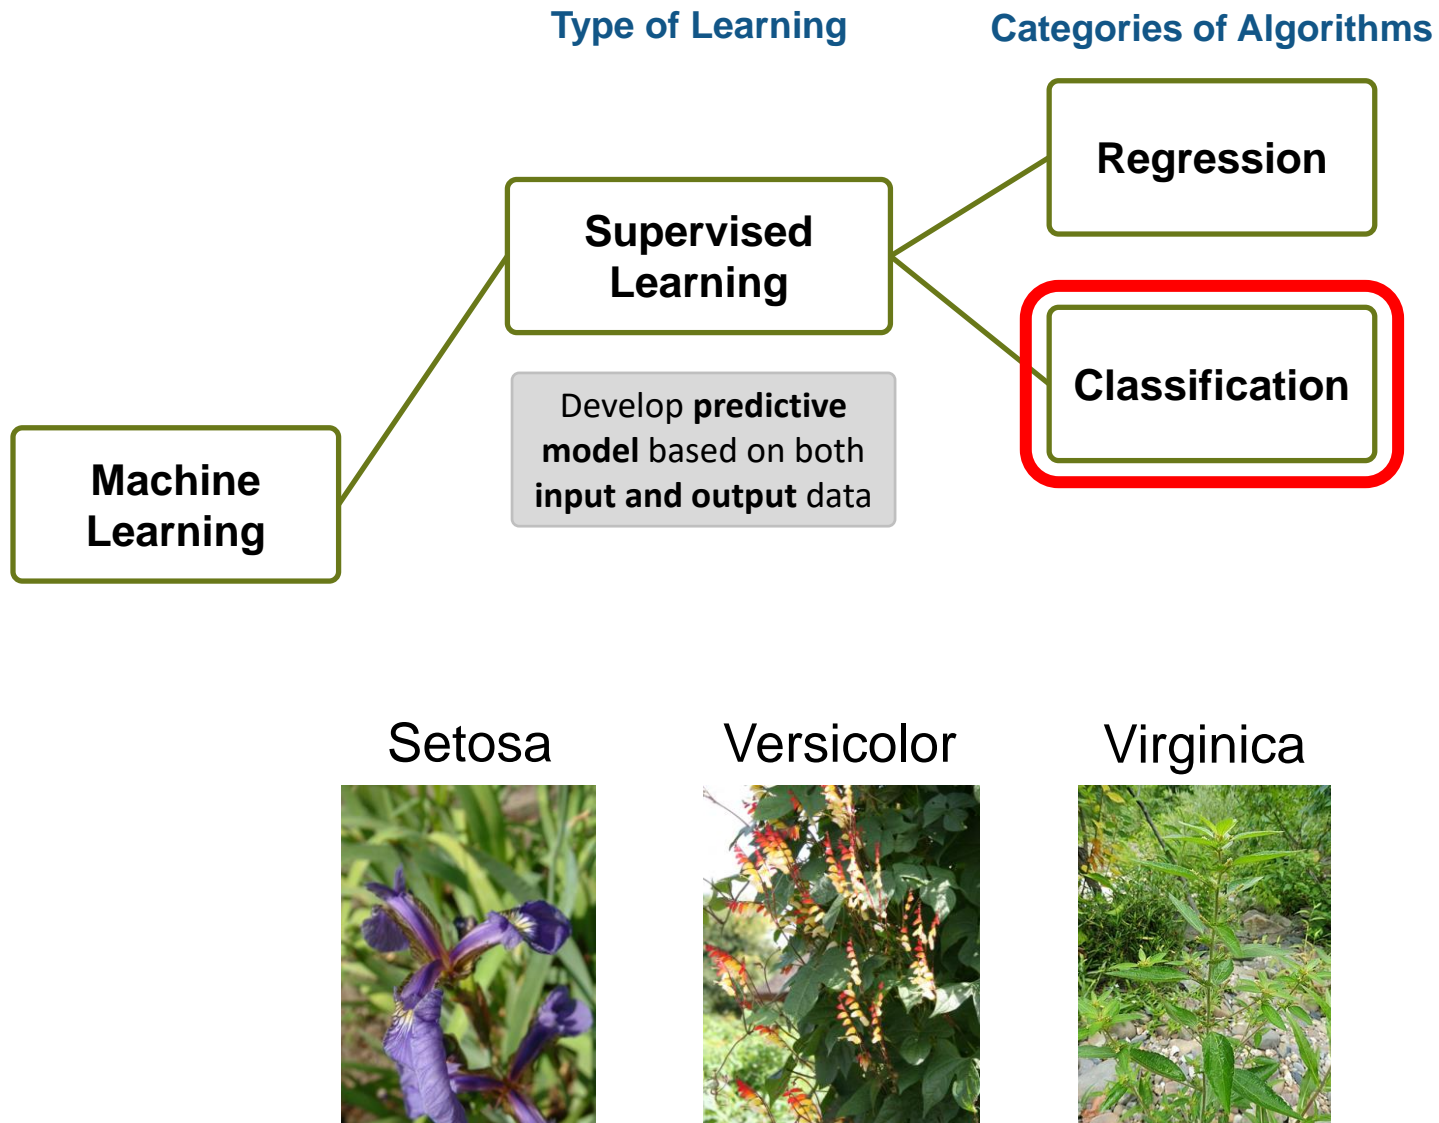 Type of Learning
Categories of Algorithms
Regression
Supervised
Learning
Classification
Develop predictive
model based on both
input and output data
Machine
Learning
Setosa
Versicolor
Virginica